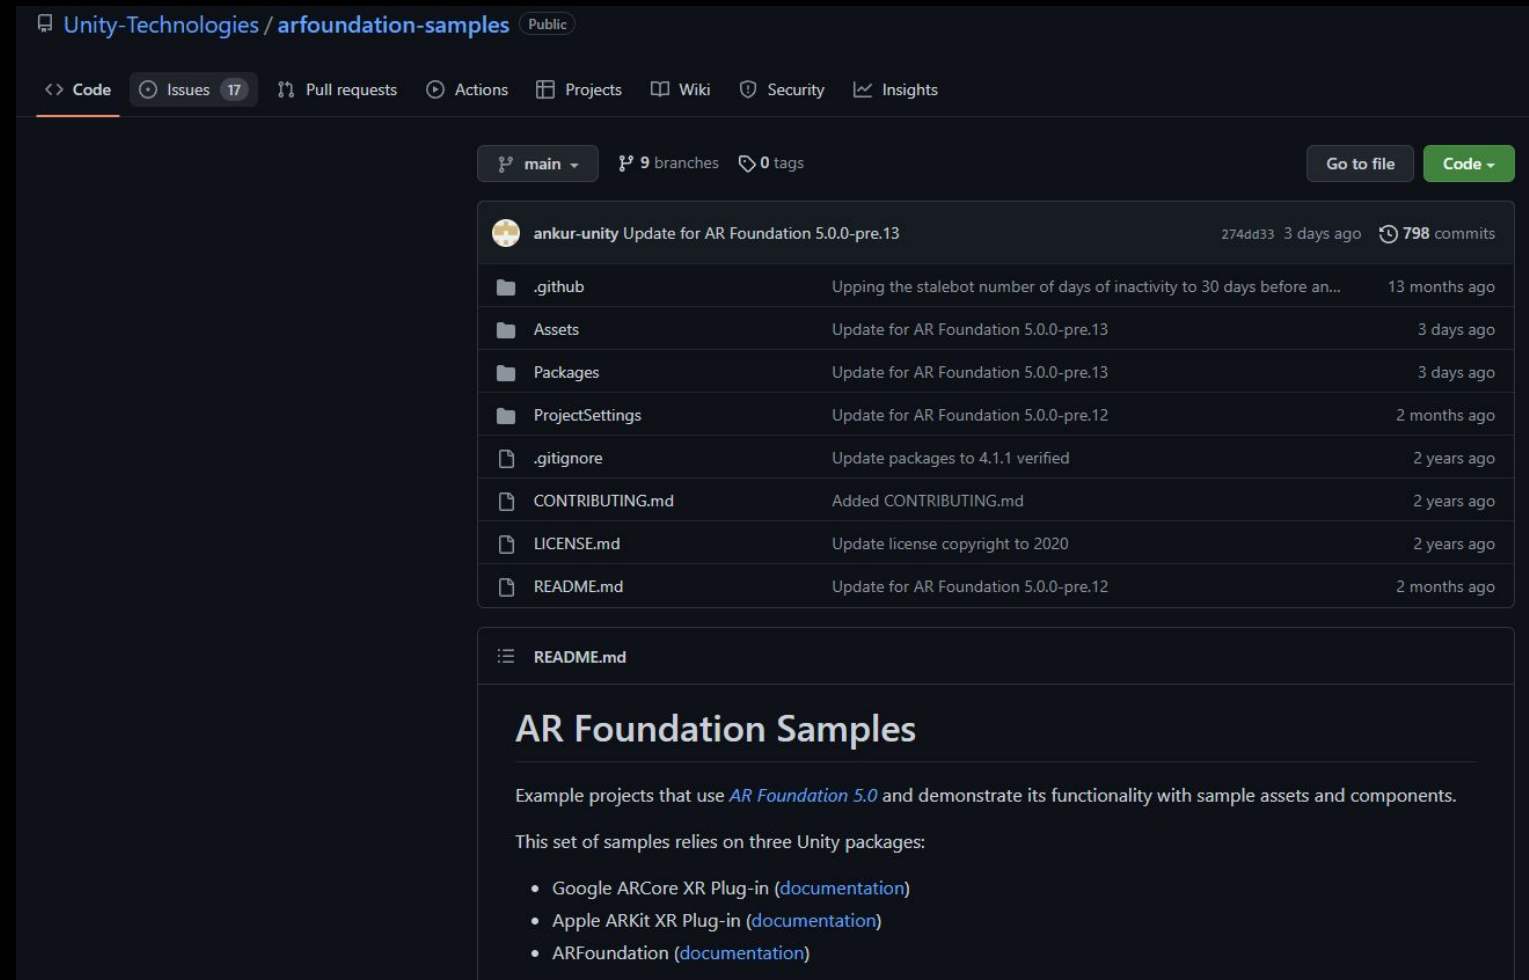 Unity-Technologies / arfoundation-samples Public
Code Issues 17 Pull requests Actions Projects Wiki Security Insights
main 9 branches 0 tags Go to file Code
ankur-unity Update for AR Foundation 5.0.0-pre.13 274dd33 3 days ago 798 commits
.github Upping the stalebot number of days of inactivity to 30 days before an... 13 months ago
Assets Update for AR Foundation 5.0.0-pre.13 3 days ago
Packages Update for AR Foundation 5.0.0-pre.13 3 days ago
ProjectSettings Update for AR Foundation 5.0.0-pre.12 2 months ago
.gitignore Update packages to 4.1.1 verified 2 years ago
CONTRIBUTING.md Added CONTRIBUTING.md 2 years ago
LICENSE.md Update license copyright to 2020 2 years ago
README.md Update for AR Foundation 5.0.0-pre.12 2 months ago
README.md
AR Foundation Samples
Example projects that use AR Foundation 5.0 and demonstrate its functionality with sample assets and components.
This set of samples relies on three Unity packages:
• Google ARCore XR Plug-in (documentation)
• Apple ARKit XR Plug-in (documentation)
• ARFoundation (documentation)